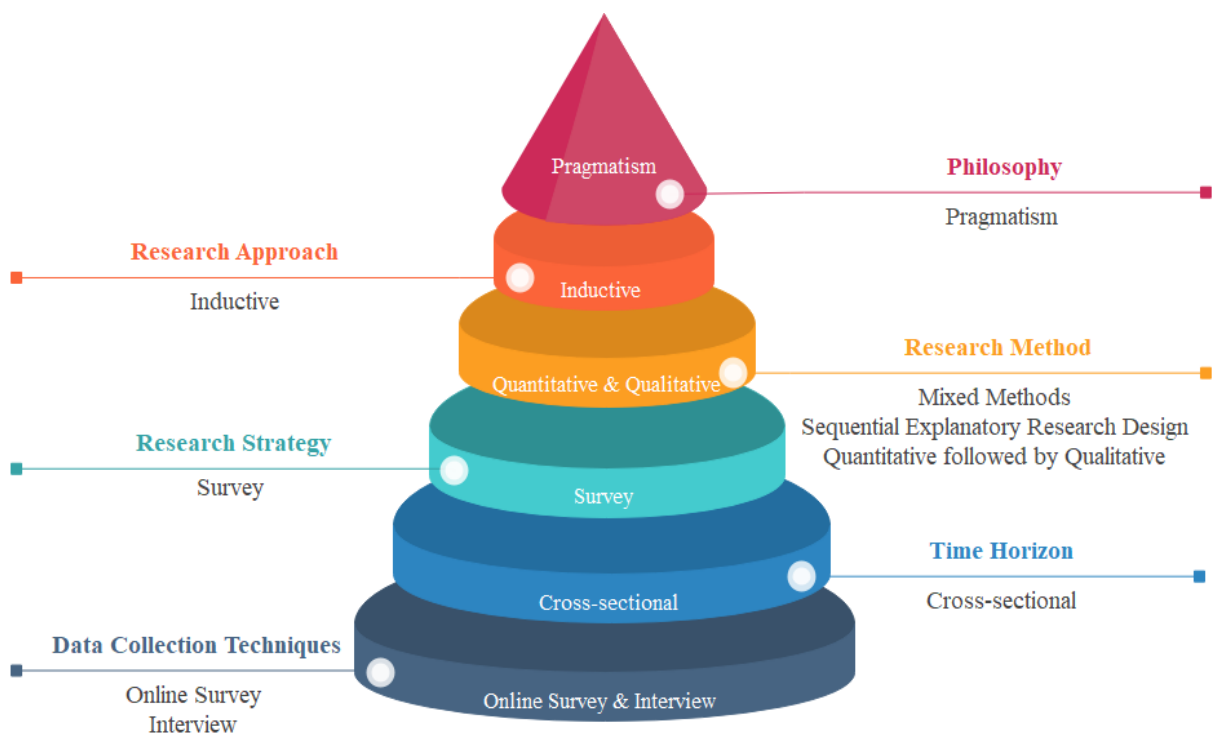 Pragmatism
Philosophy
Pragmatism
Research Approach
Inductive
Inductive
Research Method
Quantitative & Qualitative
Mixed Methods
Sequential Explanatory Research Design
Quantitative followed by Qualitative
Research Strategy
Survey
Survey
Time Horizon
Cross-sectional
Cross-sectional
Data Collection Techniques
Online Survey
Interview
Online Survey & Interview